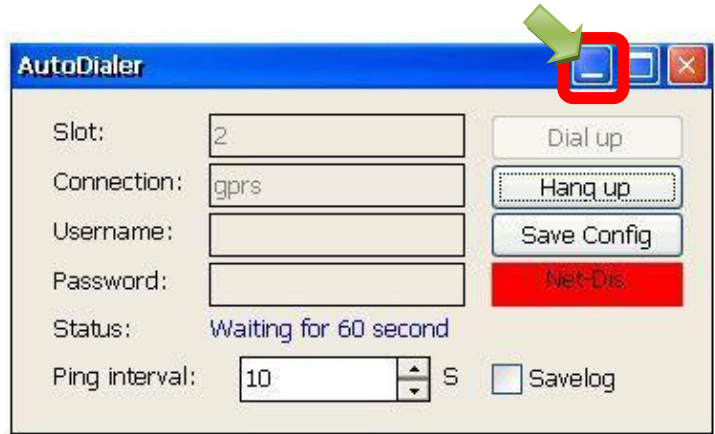 AutoDialer
Slot: 2 Dial up
Connection: gprs Hang up
Username: Save Config
Password: Net-Dis
Status: Waiting for 60 second
Ping interval: 10 S Savelog